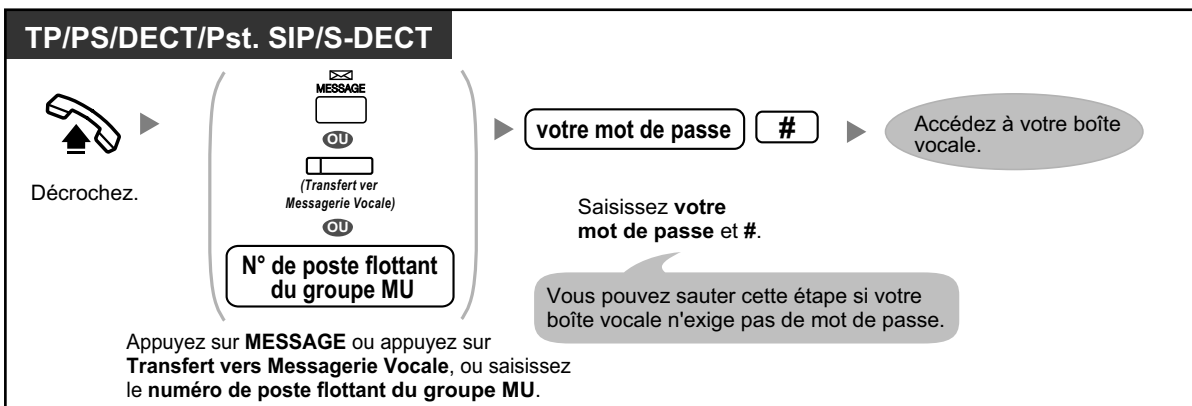 TP/PS/DECT/Pst. SIP/S-DECT
Décrochez.
MESSAGE
OU
(Transfert ver
Messagerie Vocale)
OU
N° de poste flottant
du groupe MU
Appuyez sur MESSAGE ou appuyez sur
Transfert vers Messagerie Vocale, ou saisissez
le numéro de poste flottant du groupe MU.
votre mot de passe #
Saisissez votre
mot de passe et #.
Vous pouvez sauter cette étape si votre
boîte vocale n'exige pas de mot de passe.
Accédez à votre boîte
vocale.